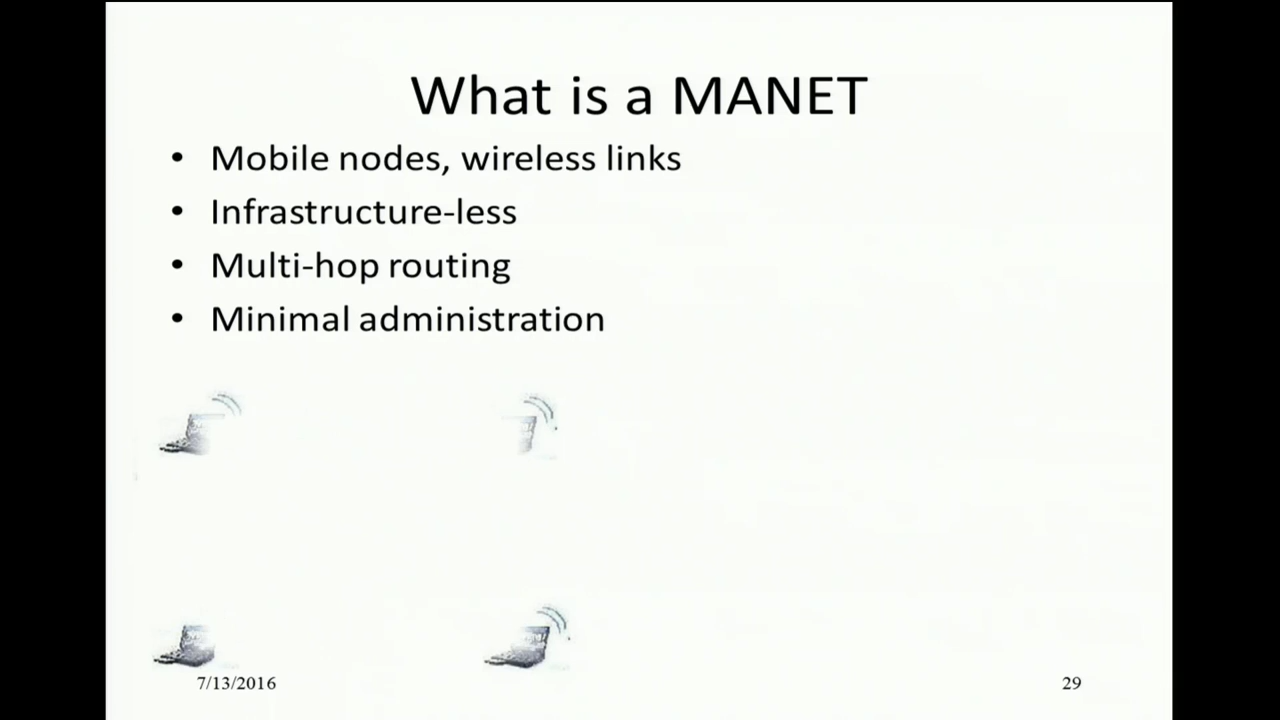 What is a MANET
• Mobile nodes, wireless links
• Infrastructure-less
• Multi-hop routing
• Minimal administration
7/13/2016
29